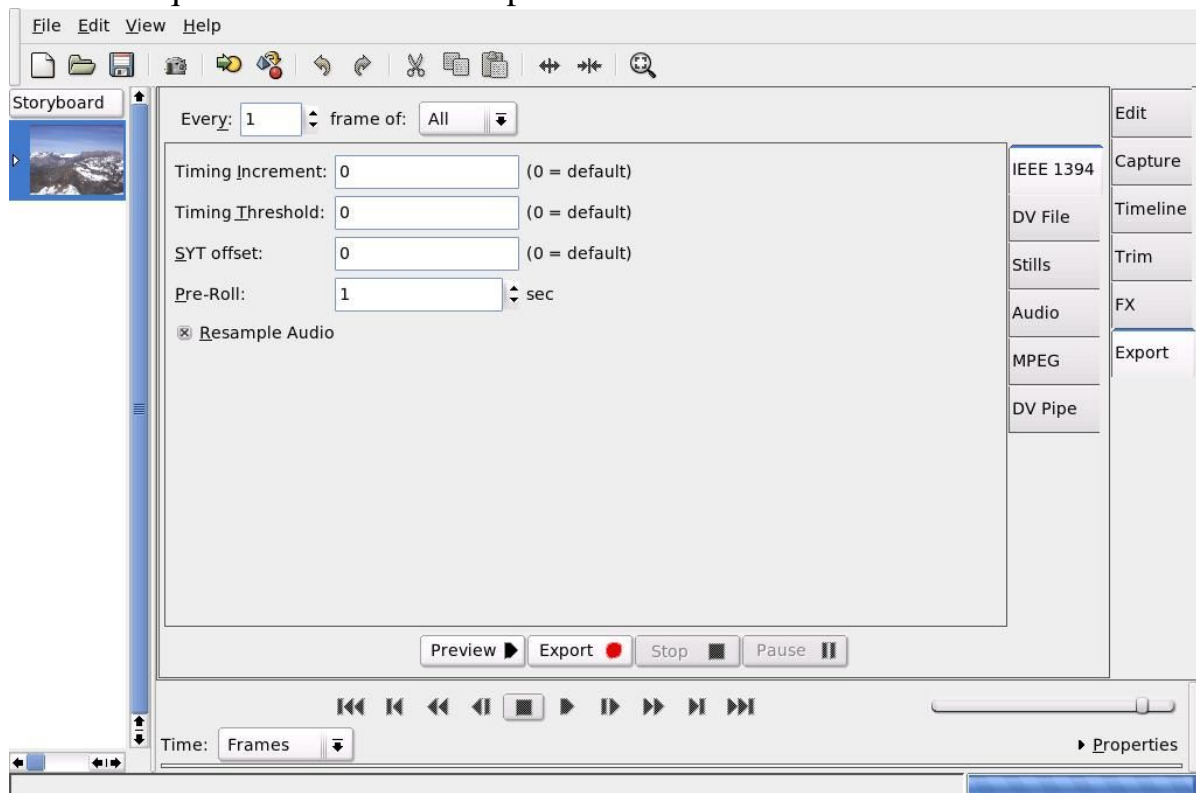 File Edit View Help
Storyboard
Every: 1 frame of: All
Timing Increment: 0 (0 = default)
Timing Threshold: 0 (0 = default)
SYT offset: 0 (0 = default)
Pre-Roll: 1 sec
Resample Audio
IEEE 1394
DV File
Stills
Audio
MPEG
DV Pipe
Edit
Capture
Timeline
Trim
FX
Export
Preview Export Stop Pause
Time: Frames
Properties